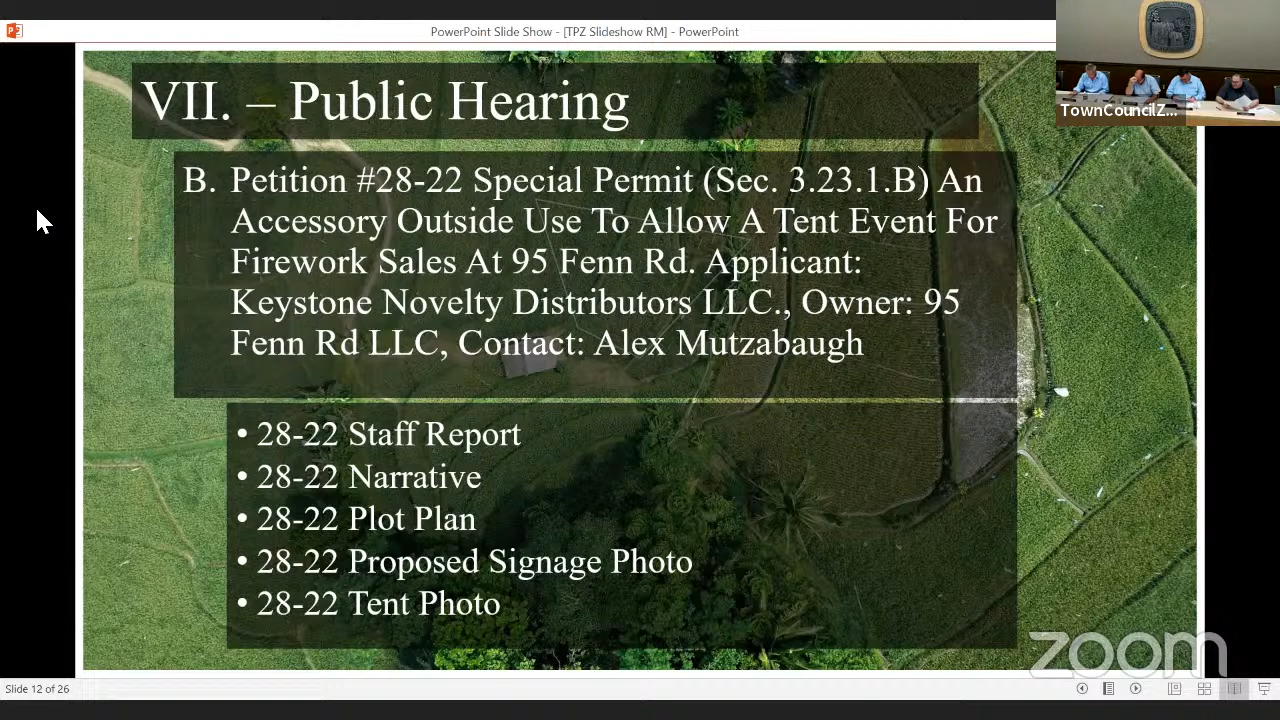 PowerPoint Slide Show - [TPZ Slideshow RM] - PowerPoint
TownCouncilZ...
VII. – Public Hearing
B. Petition #28-22 Special Permit (Sec. 3.23.1.B) An
Accessory Outside Use To Allow A Tent Event For
Firework Sales At 95 Fenn Rd. Applicant:
Keystone Novelty Distributors LLC., Owner: 95
Fenn Rd LLC, Contact: Alex Mutzabaugh
• 28-22 Staff Report
• 28-22 Narrative
• 28-22 Plot Plan
• 28-22 Proposed Signage Photo
• 28-22 Tent Photo
zoom
Slide 12 of 26